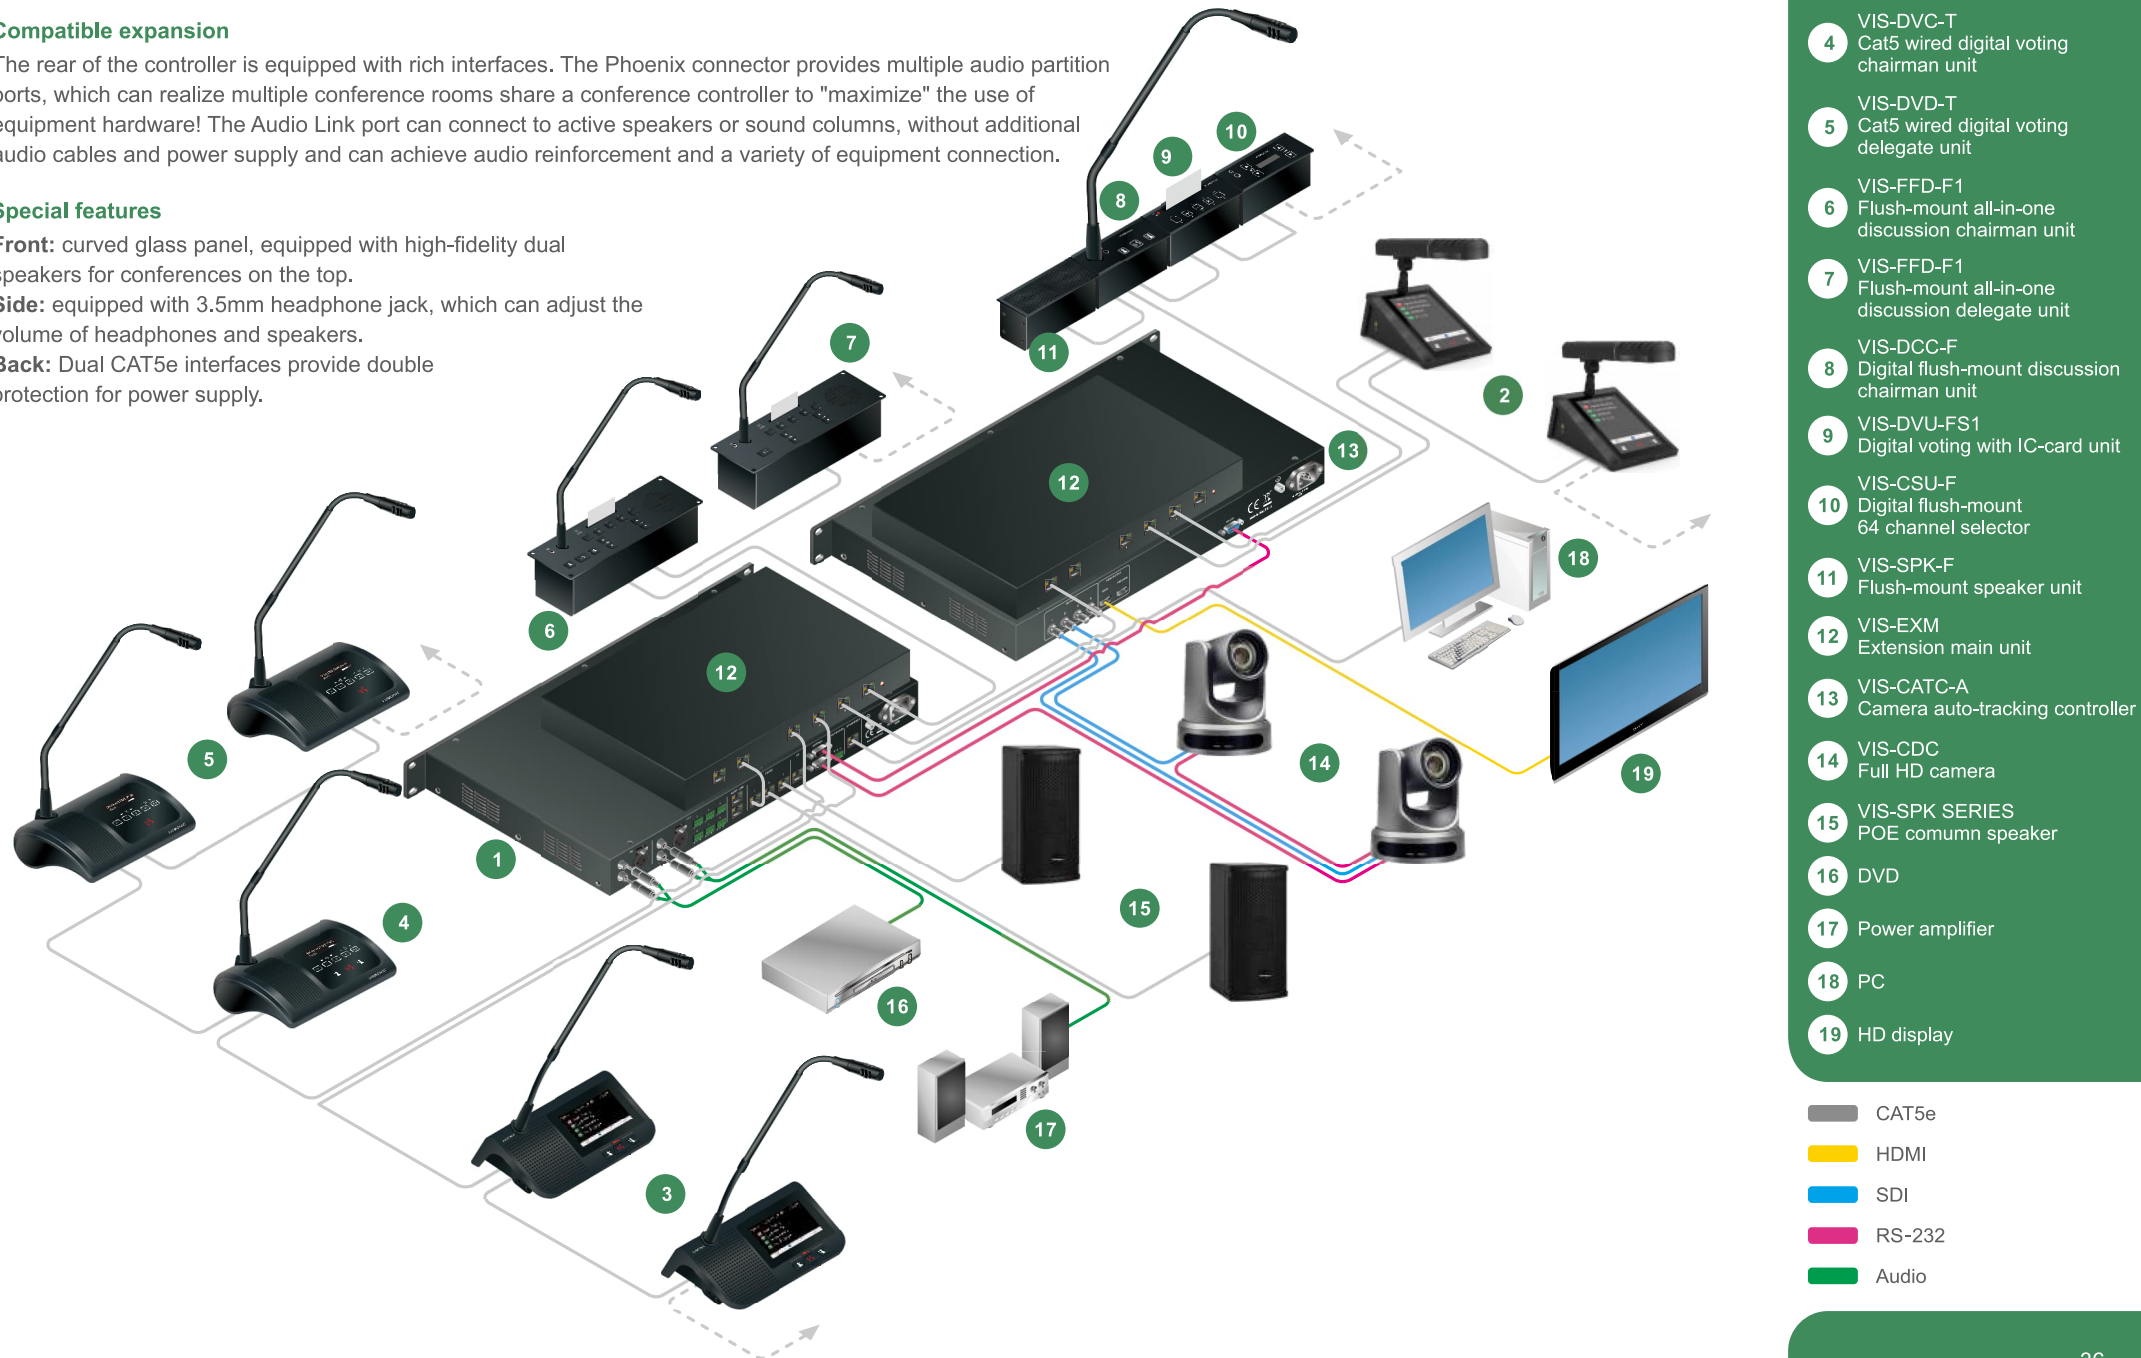 Compatible expansion
The rear of the controller is equipped with rich interfaces. The Phoenix connector provides multiple audio partition
ports, which can realize multiple conference rooms share a conference controller to "maximize" the use of
equipment hardware! The Audio Link port can connect to active speakers or sound columns, without additional
audio cables and power supply and can achieve audio reinforcement and a variety of equipment connection.
Special features
Front: curved glass panel, equipped with high-fidelity dual
speakers for conferences on the top.
Side: equipped with 3.5mm headphone jack, which can adjust the
volume of headphones and speakers.
Back: Dual CAT5e interfaces provide double
protection for power supply.
10
9
8
7
11
2
13
12
18
6
12
5
14
19
1
15
4
16
17
3
4
VIS-DVC-T
Cat5 wired digital voting
chairman unit
5
VIS-DVD-T
Cat5 wired digital voting
delegate unit
6
VIS-FFD-F1
Flush-mount all-in-one
discussion chairman unit
7
VIS-FFD-F1
Flush-mount all-in-one
discussion delegate unit
8
VIS-DCC-F
Digital flush-mount discussion
chairman unit
9
VIS-DVU-FS1
Digital voting with IC-card unit
10
VIS-CSU-F
Digital flush-mount
64 channel selector
11
VIS-SPK-F
Flush-mount speaker unit
12
VIS-EXM
Extension main unit
13
VIS-CATC-A
Camera auto-tracking controller
14
VIS-CDC
Full HD camera
15
VIS-SPK SERIES
POE comumn speaker
16
DVD
17
Power amplifier
18
PC
19
HD display
CAT5e
HDMI
SDI
RS-232
Audio